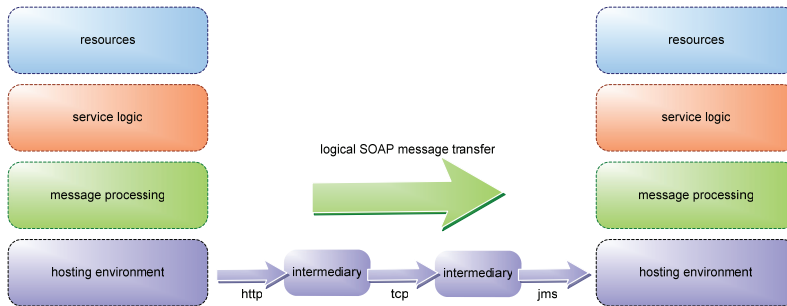 resources
resources
service logic
service logic
logical SOAP message transfer
message processing
message processing
hosting environment
intermediary
intermediary
hosting environment
http
tcp
jms